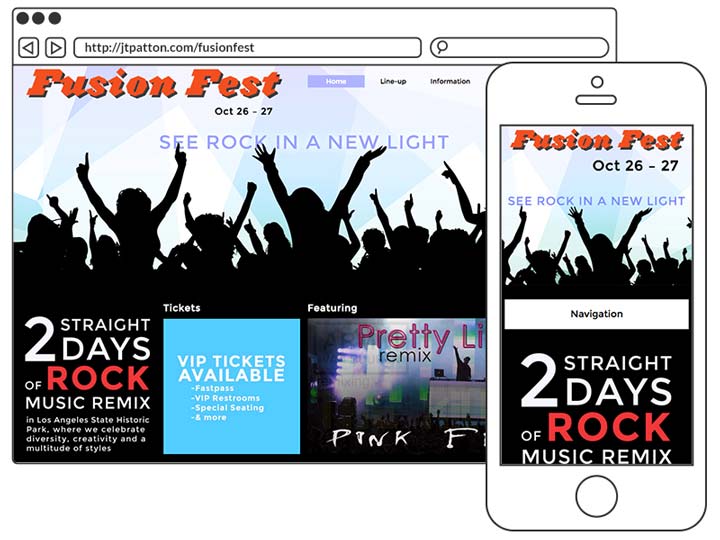 http://jtpatton.com/fusionfest
Fusion Fest
Home
Line-up
Information
Oct 26 - 27
SEE ROCK IN A NEW LIGHT
2 STRAIGHT
DAYS
OF ROCK
MUSIC REMIX
in Los Angeles State Historic
Park, where we celebrate
diversity, creativity and a
multitude of styles
Tickets
VIP TICKETS
AVAILABLE
-Fastpass
-VIP Restrooms
-Special Seating
-& more
Featuring
Pretty Li
remix
PINK F
Fusion Fest
Oct 26 - 27
SEE ROCK IN A NEW LIGHT
Navigation
2 STRAIGHT
DAYS
OF ROCK
MUSIC REMIX